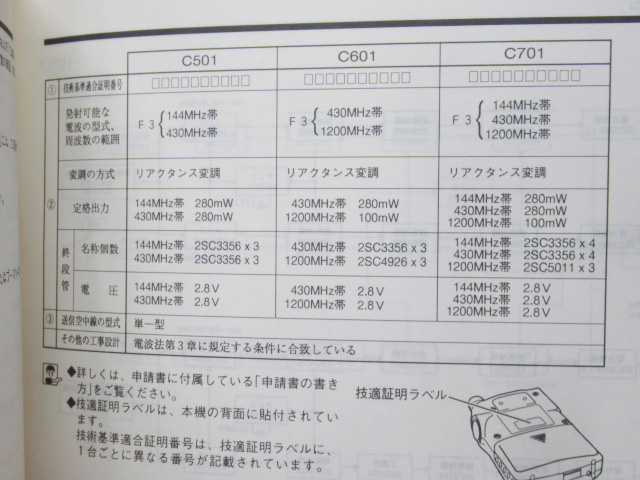 C501 C601 C701
① 技術基準適合証明番号 □□□□□□□□□□ □□□□□□□□□□ □□□□□□□□□□
②
発射可能な
電波の型式、
周波数の範囲
F3 { 144MHz帯
430MHz帯
F3 { 430MHz帯
1200MHz帯
F3 { 144MHz帯
430MHz帯
1200MHz帯
変調の方式 リアクタンス変調 リアクタンス変調 リアクタンス変調
定格出力
144MHz帯 280mW
430MHz帯 280mW
430MHz帯 280mW
1200MHz帯 100mW
144MHz帯 280mW
430MHz帯 280mW
1200MHz帯 100mW
終段管
名称個数
144MHz帯 2SC3356 x 3
430MHz帯 2SC3356 x 3
430MHz帯 2SC3356 x 3
1200MHz帯 2SC4926 x 3
144MHz帯 2SC3356 x 4
430MHz帯 2SC3356 x 4
1200MHz帯 2SC5011 x 3
電圧
144MHz帯 2.8V
430MHz帯 2.8V
430MHz帯 2.8V
1200MHz帯 2.8V
144MHz帯 2.8V
430MHz帯 2.8V
1200MHz帯 2.8V
③ 送信空中線の型式 単一型
その他の工事設計 電波法第3章に規定する条件に合致している
◆詳しくは、申請書に付属している「申請書の書き
方」をご覧ください。
◆技適証明ラベルは、本機の背面に貼付されてい
ます。
技術基準適合証明番号は、技適証明ラベルに、
1台ごとに異なる番号が記載されています。
技適証明ラベル